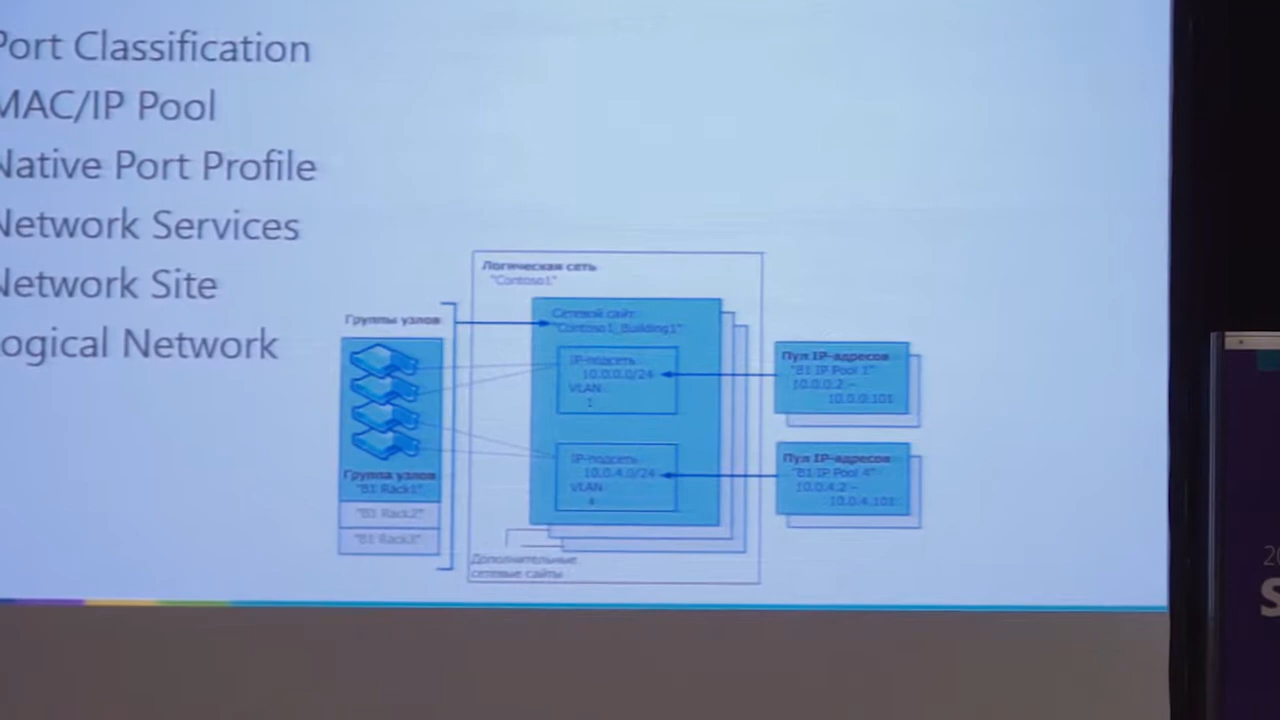 Port Classification
MAC/IP Pool
Native Port Profile
Network Services
Network Site
ogical Network
Логическая сеть
"Contoso1"
Группы узлов
Сетевой сайт
"Contoso1_Building1"
IP-подсеть
10.0.0.0/24
VLAN
1
Пул IP-адресов
"B1 IP Pool 1"
10.0.0.2 –
10.0.0.101
IP-подсеть
10.0.4.0/24
VLAN
4
Пул IP-адресов
"B1 IP Pool 4"
10.0.4.2 –
10.0.4.101
Группа узлов
"B1 Rack1"
"B1 Rack2"
"B1 Rack3"
Дополнительные
сетевые сайты
20
S